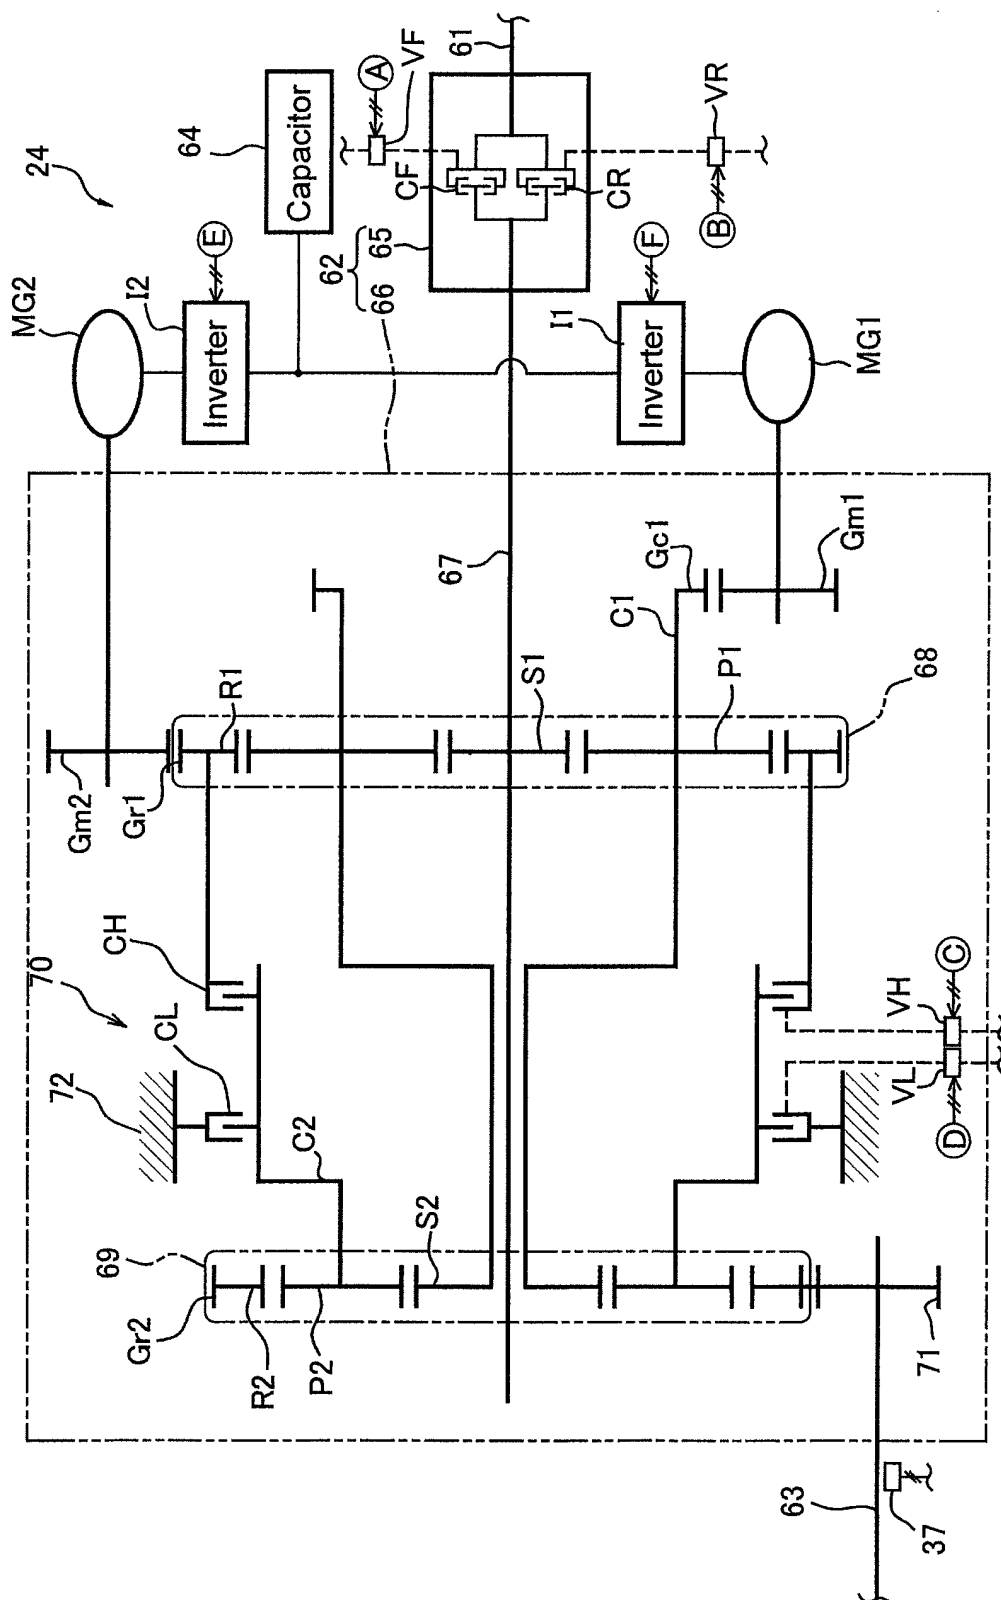 24
64
Capacitor
A
VF
61
VR
B
CF
CR
62
65
66
E
F
MG2
I2
Inverter
I1
Inverter
MG1
67
Gc1
Gm1
C1
R1
S1
P1
68
Gm2
Gr1
70
CH
CL
72
C2
VH
C
VL
D
69
S2
Gr2
R2
P2
71
63
37